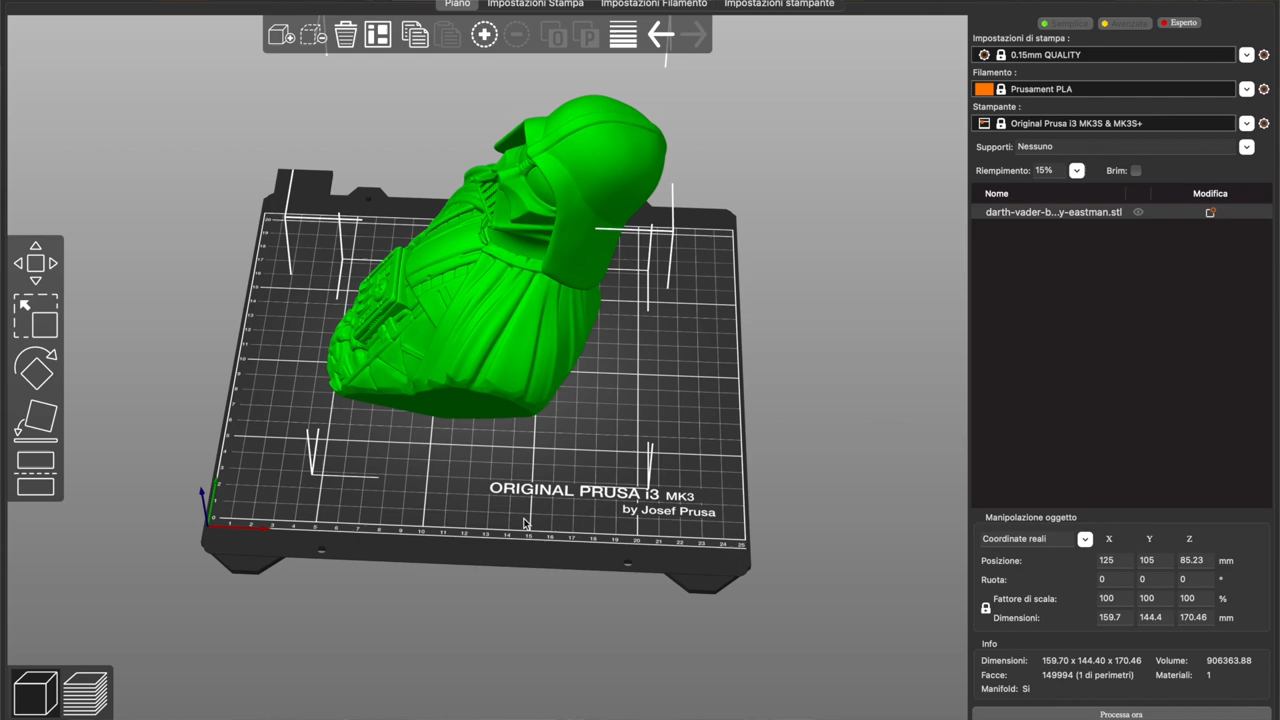 Piano Impostazioni Stampa Impostazioni Filamento Impostazioni stampante
Semplice Avanzate Esperto
Impostazioni di stampa :
0.15mm QUALITY
Filamento :
Prusament PLA
Stampante :
Original Prusa i3 MK3S & MK3S+
Supporti: Nessuno
Riempimento: 15% Brim:
Nome Modifica
darth-vader-b...y-eastman.stl
ORIGINAL PRUSA i3 MK3
by Josef Prusa
Manipolazione oggetto
Coordinate reali X Y Z
Posizione: 125 105 85.23 mm
Ruota: 0 0 0 °
Fattore di scala: 100 100 100 %
Dimensioni: 159.7 144.4 170.46 mm
Info
Dimensioni: 159.70 x 144.40 x 170.46 Volume: 906363.88
Facce: 149994 (1 di perimetri) Materiali: 1
Manifold: Si
Processa ora